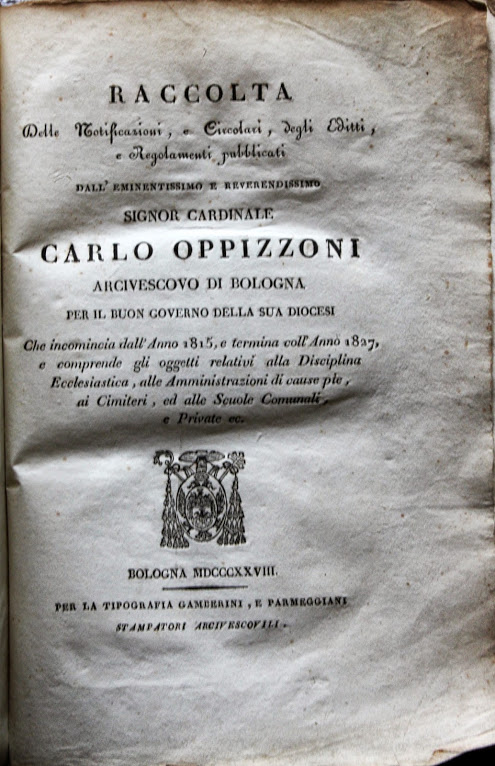 RACCOLTA
Delle Notificazioni, e Circolari, degli Editti,
e Regolamenti pubblicati
DALL' EMINENTISSIMO E REVERENDISSIMO
SIGNOR CARDINALE
CARLO OPPIZZONI
ARCIVESCOVO DI BOLOGNA
PER IL BUON GOVERNO DELLA SUA DIOCESI
Che incomincia dall'Anno 1815, e termina coll'Anno 1827,
e comprende gli oggetti relativi alla Disciplina
Ecclesiastica, alle Amministrazioni di cause pie,
ai Cimiteri, ed alle Scuole Comunali,
e Private ec.
BOLOGNA MDCCCXXVIII.
PER LA TIPOGRAFIA GAMBERINI, E PARMEGGIANI
STAMPATORI ARCIVESCOVILI.